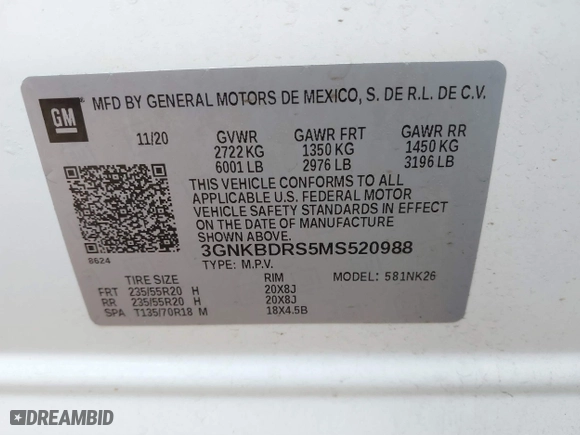 GM
MFD BY GENERAL MOTORS DE MEXICO, S. DE R.L. DE C.V.
11/20 GVWR GAWR FRT GAWR RR
2722 KG 1350 KG 1450 KG
6001 LB 2976 LB 3196 LB
THIS VEHICLE CONFORMS TO ALL
APPLICABLE U.S. FEDERAL MOTOR
VEHICLE SAFETY STANDARDS IN EFFECT
ON THE DATE OF MANUFACTURE
SHOWN ABOVE.
8624
3GNKBDRS5MS520988
TYPE: M.P.V. MODEL: 581NK26
TIRE SIZE RIM
FRT 235/55R20 H 20X8J
RR 235/55R20 H 20X8J
SPA T135/70R18 M 18X4.5B
DREAMBID